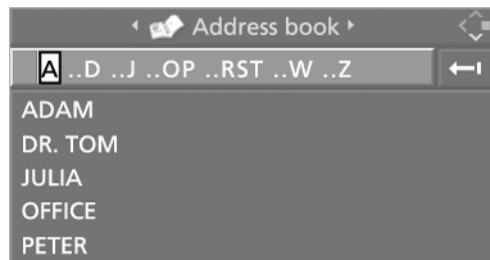 Address book
A ..D ..J ..OP ..RST ..W ..Z
ADAM
DR. TOM
JULIA
OFFICE
PETER